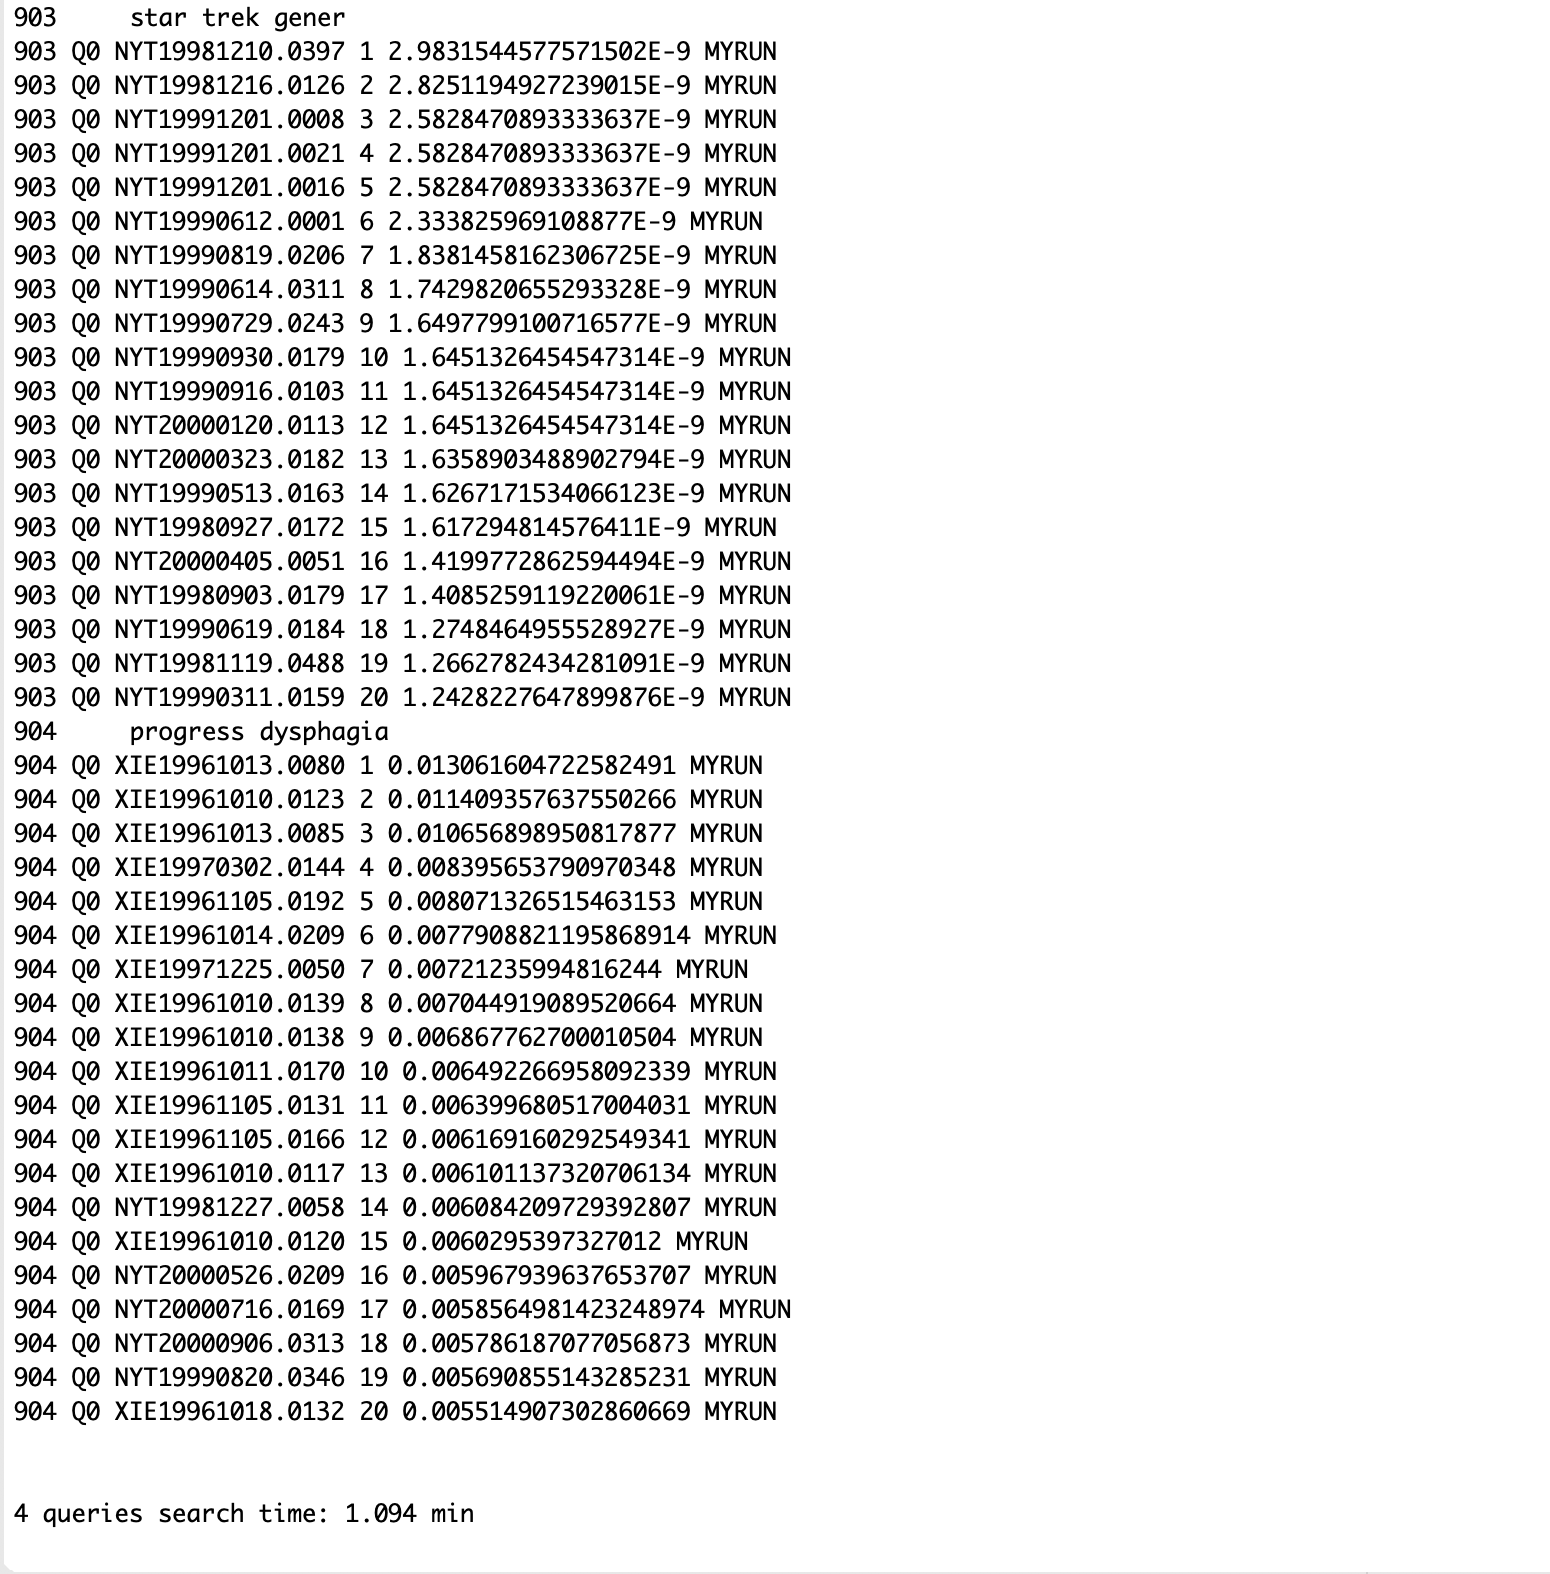 903     star trek gener
903 Q0 NYT19981210.0397 1 2.9831544577571502E-9 MYRUN
903 Q0 NYT19981216.0126 2 2.8251194927239015E-9 MYRUN
903 Q0 NYT19991201.0008 3 2.5828470893333637E-9 MYRUN
903 Q0 NYT19991201.0021 4 2.5828470893333637E-9 MYRUN
903 Q0 NYT19991201.0016 5 2.5828470893333637E-9 MYRUN
903 Q0 NYT19990612.0001 6 2.333825969108877E-9 MYRUN
903 Q0 NYT19990819.0206 7 1.8381458162306725E-9 MYRUN
903 Q0 NYT19990614.0311 8 1.7429820655293328E-9 MYRUN
903 Q0 NYT19990729.0243 9 1.6497799100716577E-9 MYRUN
903 Q0 NYT19990930.0179 10 1.6451326454547314E-9 MYRUN
903 Q0 NYT19990916.0103 11 1.6451326454547314E-9 MYRUN
903 Q0 NYT20000120.0113 12 1.6451326454547314E-9 MYRUN
903 Q0 NYT20000323.0182 13 1.6358903488902794E-9 MYRUN
903 Q0 NYT19990513.0163 14 1.6267171534066123E-9 MYRUN
903 Q0 NYT19980927.0172 15 1.617294814576411E-9 MYRUN
903 Q0 NYT20000405.0051 16 1.4199772862594494E-9 MYRUN
903 Q0 NYT19980903.0179 17 1.4085259119220061E-9 MYRUN
903 Q0 NYT19990619.0184 18 1.2748464955528927E-9 MYRUN
903 Q0 NYT19981119.0488 19 1.2662782434281091E-9 MYRUN
903 Q0 NYT19990311.0159 20 1.2428227647899876E-9 MYRUN
904     progress dysphagia
904 Q0 XIE19961013.0080 1 0.013061604722582491 MYRUN
904 Q0 XIE19961010.0123 2 0.011409357637550266 MYRUN
904 Q0 XIE19961013.0085 3 0.010656898950817877 MYRUN
904 Q0 XIE19970302.0144 4 0.008395653790970348 MYRUN
904 Q0 XIE19961105.0192 5 0.008071326515463153 MYRUN
904 Q0 XIE19961014.0209 6 0.0077908821195868914 MYRUN
904 Q0 XIE19971225.0050 7 0.00721235994816244 MYRUN
904 Q0 XIE19961010.0139 8 0.007044919089520664 MYRUN
904 Q0 XIE19961010.0138 9 0.006867762700010504 MYRUN
904 Q0 XIE19961011.0170 10 0.006492266958092339 MYRUN
904 Q0 XIE19961105.0131 11 0.006399680517004031 MYRUN
904 Q0 XIE19961105.0166 12 0.006169160292549341 MYRUN
904 Q0 XIE19961010.0117 13 0.006101137320706134 MYRUN
904 Q0 NYT19981227.0058 14 0.006084209729392807 MYRUN
904 Q0 XIE19961010.0120 15 0.0060295397327012 MYRUN
904 Q0 NYT20000526.0209 16 0.005967939637653707 MYRUN
904 Q0 NYT20000716.0169 17 0.0058564981423248974 MYRUN
904 Q0 NYT20000906.0313 18 0.005786187077056873 MYRUN
904 Q0 NYT19990820.0346 19 0.005690855143285231 MYRUN
904 Q0 XIE19961018.0132 20 0.005514907302860669 MYRUN
4 queries search time: 1.094 min